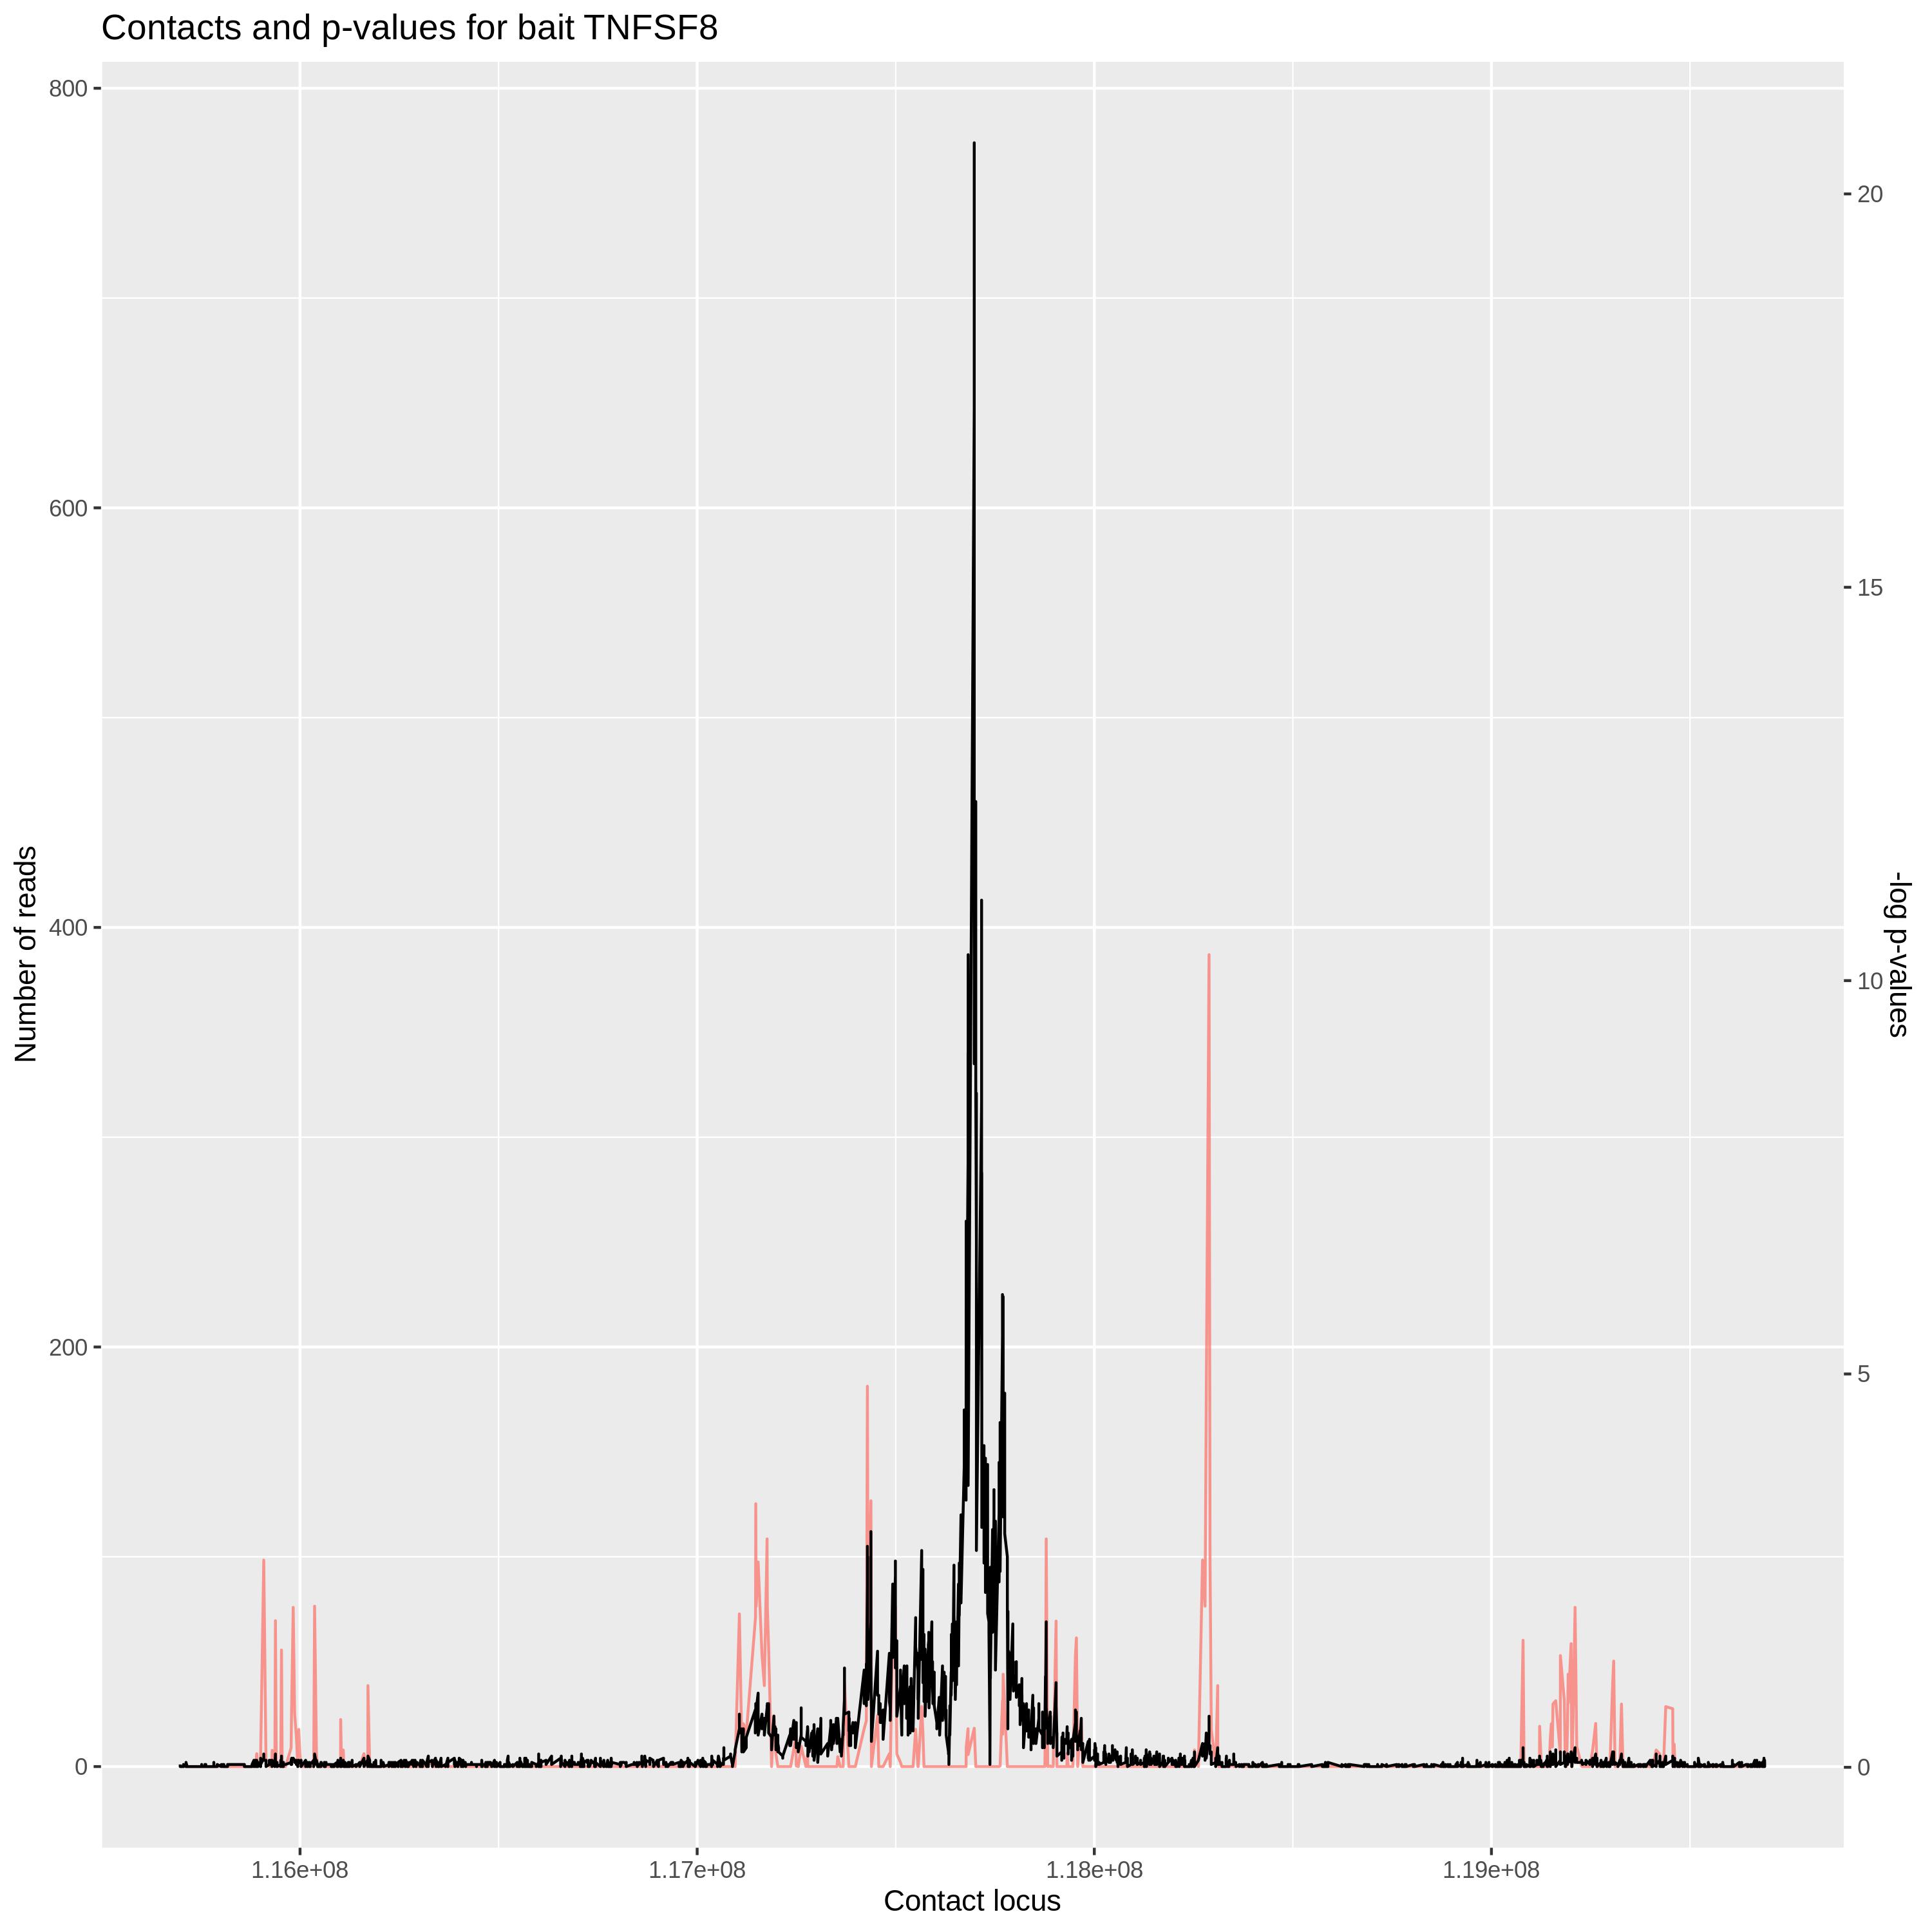 Contacts and p-values for bait TNFSF8
800
600
400
200
0
Number of reads
20
15
10
5
0
-log p-values
1.16e+08
1.17e+08
1.18e+08
1.19e+08
Contact locus